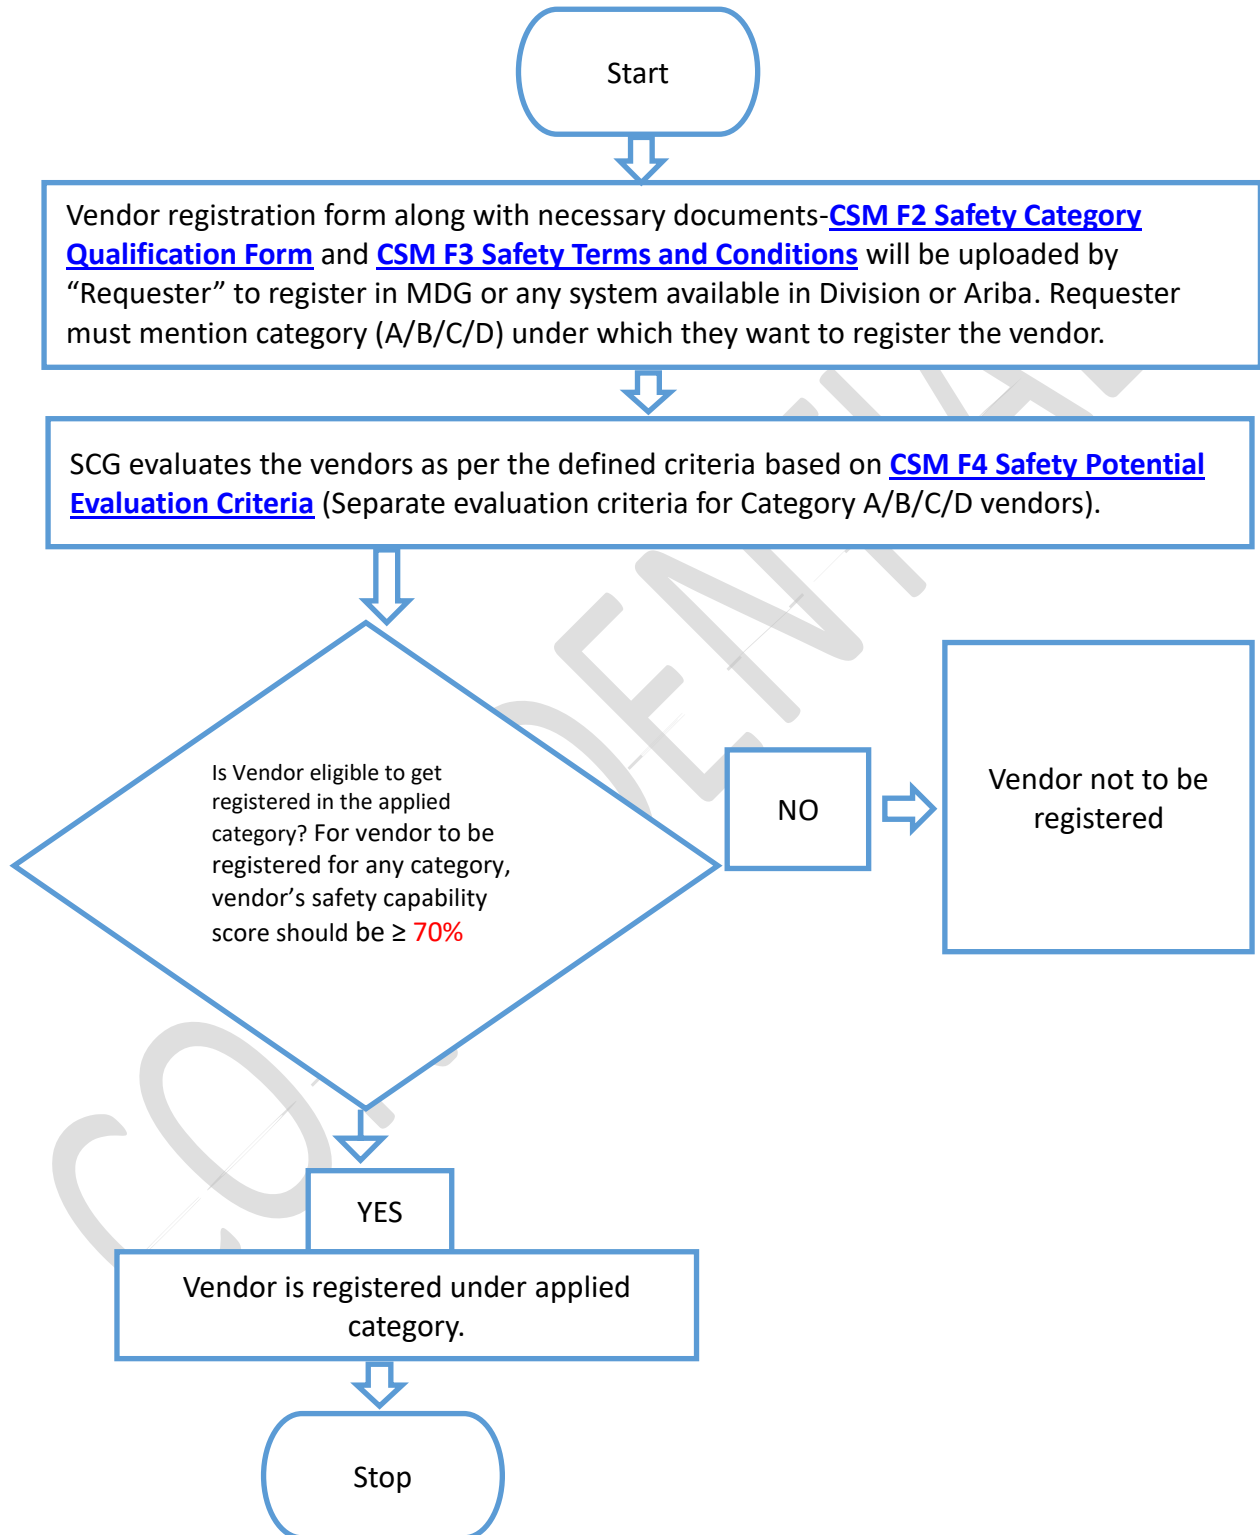 Start
Vendor registration form along with necessary documents-CSM F2 Safety Category
Qualification Form and CSM F3 Safety Terms and Conditions will be uploaded by
“Requester” to register in MDG or any system available in Division or Ariba. Requester
must mention category (A/B/C/D) under which they want to register the vendor.
SCG evaluates the vendors as per the defined criteria based on CSM F4 Safety Potential
Evaluation Criteria (Separate evaluation criteria for Category A/B/C/D vendors).
Is Vendor eligible to get
registered in the applied
category? For vendor to be
registered for any category,
vendor’s safety capability
score should be ≥ 70%
NO
Vendor not to be
registered
YES
Vendor is registered under applied
category.
Stop